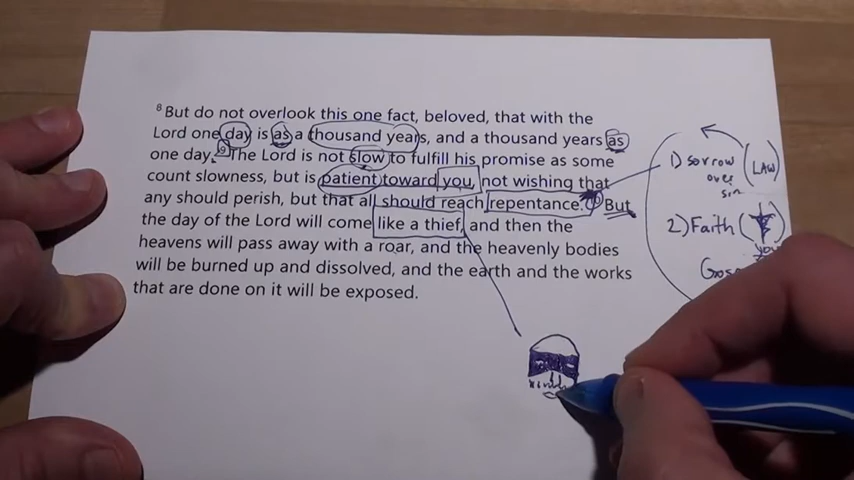 8 But do not overlook this one fact, beloved, that with the
Lord one day is as a thousand years, and a thousand years as
one day. 9 The Lord is not slow to fulfill his promise as some
count slowness, but is patient toward you, not wishing that
any should perish, but that all should reach repentance. 10 But
the day of the Lord will come like a thief, and then the
heavens will pass away with a roar, and the heavenly bodies
will be burned up and dissolved, and the earth and the works
that are done on it will be exposed.
1) sorrow
over
sin
(LAW)
2) Faith
you